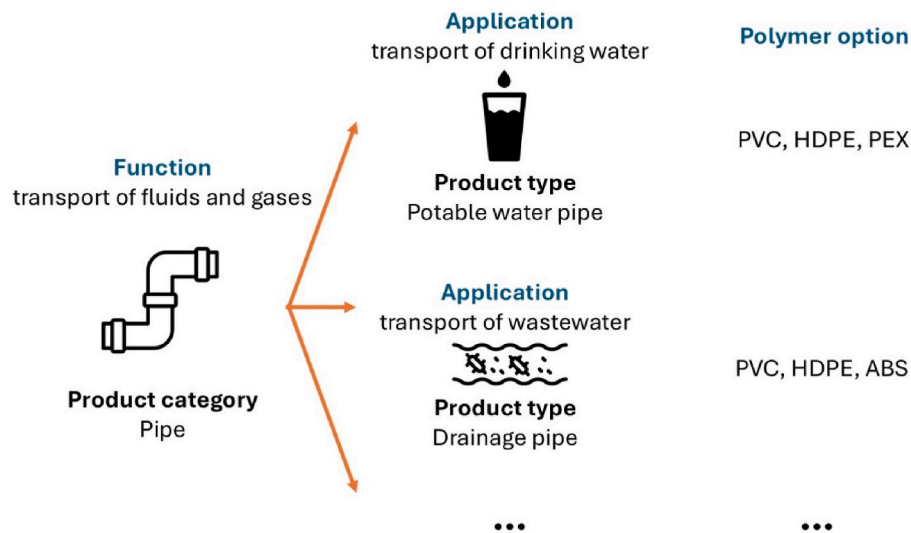 Function
transport of fluids and gases
Product category
Pipe
Application
transport of drinking water
Product type
Potable water pipe
Application
transport of wastewater
Product type
Drainage pipe
...
Polymer option
PVC, HDPE, PEX
PVC, HDPE, ABS
...